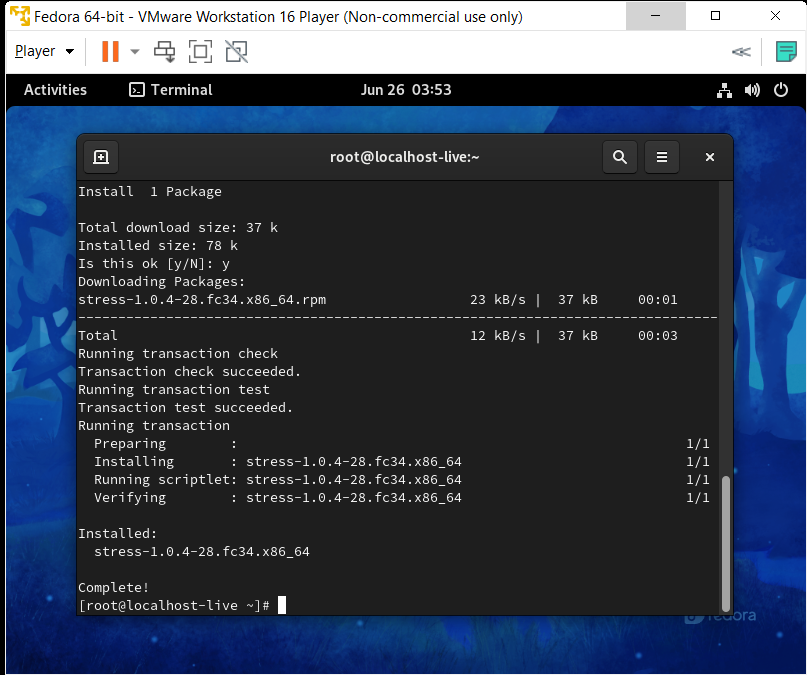 Fedora 64-bit - VMware Workstation 16 Player (Non-commercial use only)
Player
Activities Terminal Jun 26 03:53
root@localhost-live:~
Install  1 Package
Total download size: 37 k
Installed size: 78 k
Is this ok [y/N]: y
Downloading Packages:
stress-1.0.4-28.fc34.x86_64.rpm                  23 kB/s |  37 kB     00:01
--------------------------------------------------------------------------------
Total                                            12 kB/s |  37 kB     00:03
Running transaction check
Transaction check succeeded.
Running transaction test
Transaction test succeeded.
Running transaction
  Preparing        :                                                        1/1
  Installing       : stress-1.0.4-28.fc34.x86_64                            1/1
  Running scriptlet: stress-1.0.4-28.fc34.x86_64                            1/1
  Verifying        : stress-1.0.4-28.fc34.x86_64                            1/1
Installed:
  stress-1.0.4-28.fc34.x86_64
Complete!
[root@localhost-live ~]#
fedora